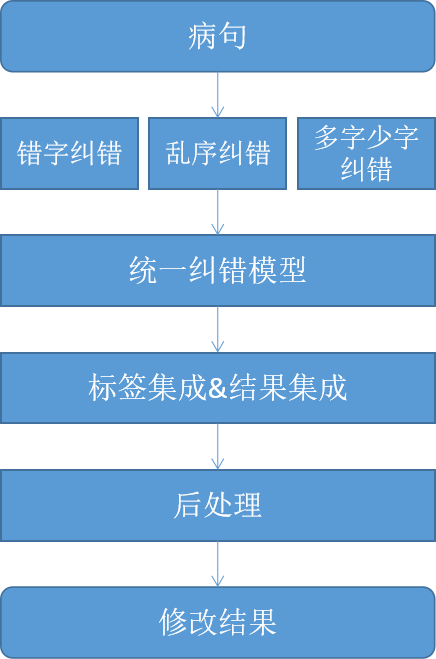 病句
错字纠错
乱序纠错
多字少字
纠错
统一纠错模型
标签集成&结果集成
后处理
修改结果